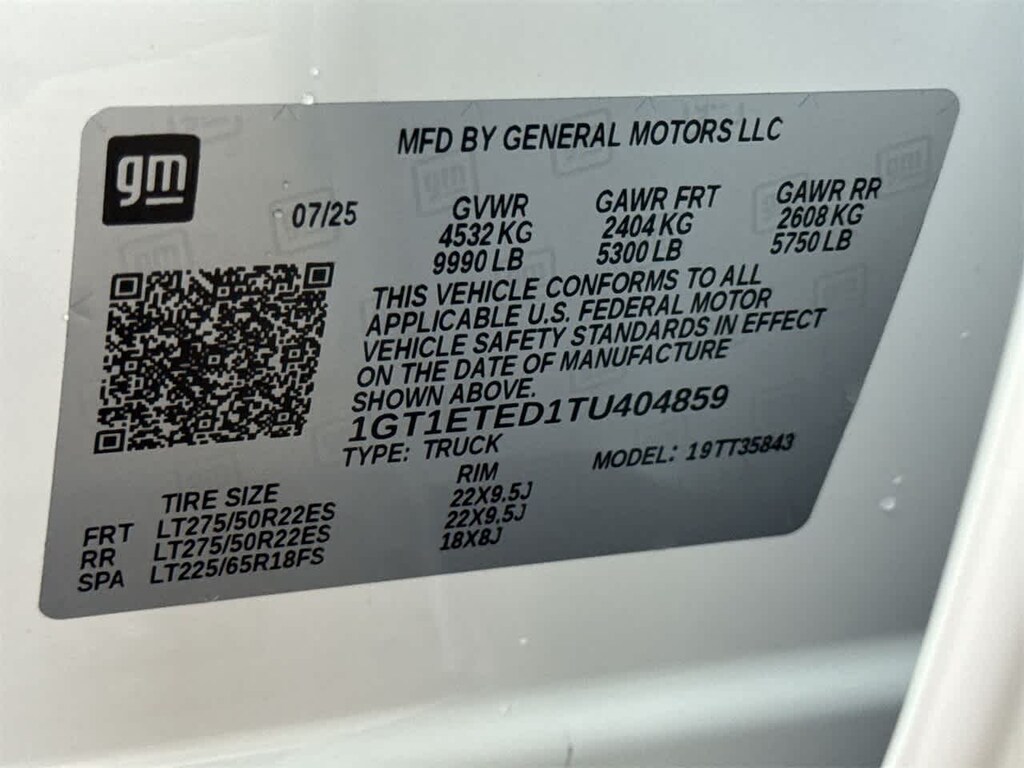 gm
MFD BY GENERAL MOTORS LLC
07/25
GVWR GAWR FRT GAWR RR
4532 KG 2404 KG 2608 KG
9990 LB 5300 LB 5750 LB
THIS VEHICLE CONFORMS TO ALL
APPLICABLE U.S. FEDERAL MOTOR
VEHICLE SAFETY STANDARDS IN EFFECT
ON THE DATE OF MANUFACTURE
SHOWN ABOVE.
1GT1ETED1TU404859
TYPE: TRUCK MODEL: 19TT35843
TIRE SIZE RIM
FRT LT275/50R22ES 22X9.5J
RR LT275/50R22ES 22X9.5J
SPA LT225/65R18FS 18X8J